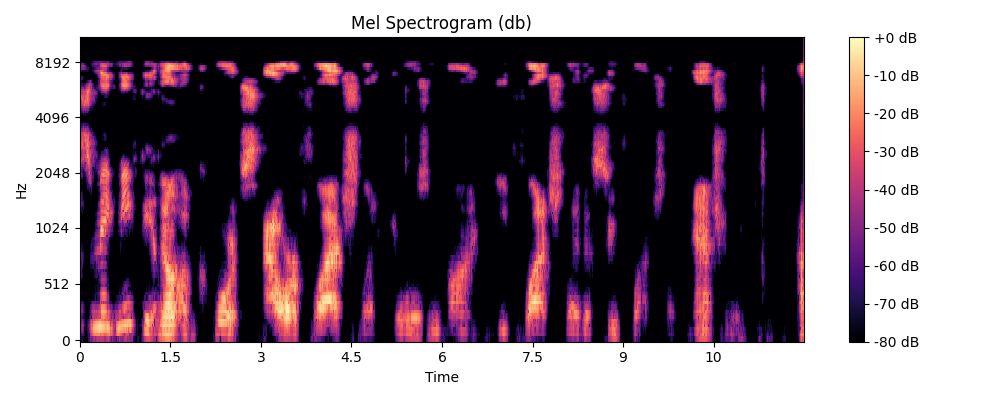 Mel Spectrogram (db)
8192
4096
2048
1024
512
0
Hz
0 1.5 3 4.5 6 7.5 9 10
Time
+0 dB
-10 dB
-20 dB
-30 dB
-40 dB
-50 dB
-60 dB
-70 dB
-80 dB